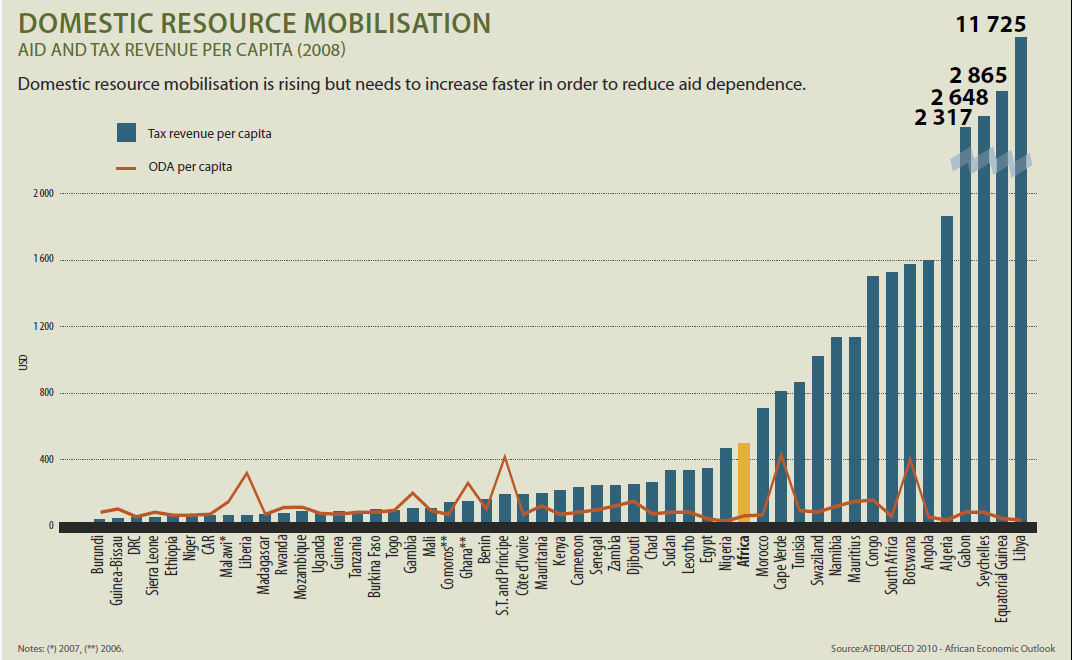 DOMESTIC RESOURCE MOBILISATION
AID AND TAX REVENUE PER CAPITA (2008)
Domestic resource mobilisation is rising but needs to increase faster in order to reduce aid dependence.
11 725
2 865
2 648
2 317
Tax revenue per capita
ODA per capita
2 000
1 600
1 200
800
400
0
USD
Burundi
Guinea-Bissau
DRC
Sierra Leone
Ethiopia
Niger
CAR
Malawi*
Liberia
Madagascar
Rwanda
Mozambique
Uganda
Guinea
Tanzania
Burkina Faso
Togo
Gambia
Mali
Comoros**
Ghana**
Benin
S.T. and Principe
Côte d'Ivoire
Mauritania
Kenya
Cameroon
Senegal
Zambia
Djibouti
Chad
Sudan
Lesotho
Egypt
Nigeria
Africa
Morocco
Cape Verde
Tunisia
Swaziland
Namibia
Mauritius
Congo
South Africa
Botswana
Angola
Algeria
Gabon
Seychelles
Equatorial Guinea
Libya
Notes: (*) 2007, (**) 2006.
Source:AFDB/OECD 2010 - African Economic Outlook